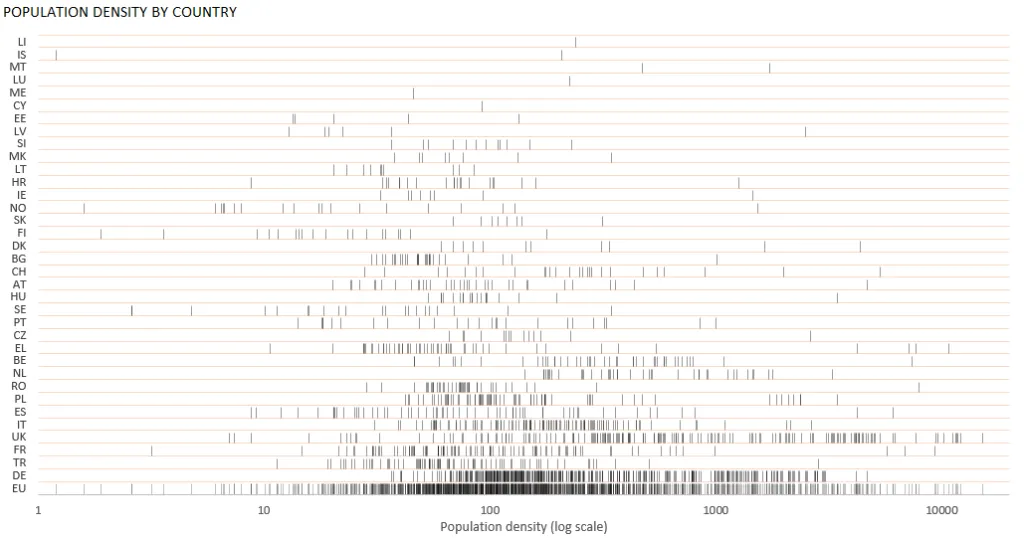 POPULATION DENSITY BY COUNTRY
LI
IS
MT
LU
ME
CY
EE
LV
SI
MK
LT
HR
IE
NO
SK
FI
DK
BG
CH
AT
HU
SE
PT
CZ
EL
BE
NL
RO
PL
ES
IT
UK
FR
TR
DE
EU
1 10 100 1000 10000
Population density (log scale)